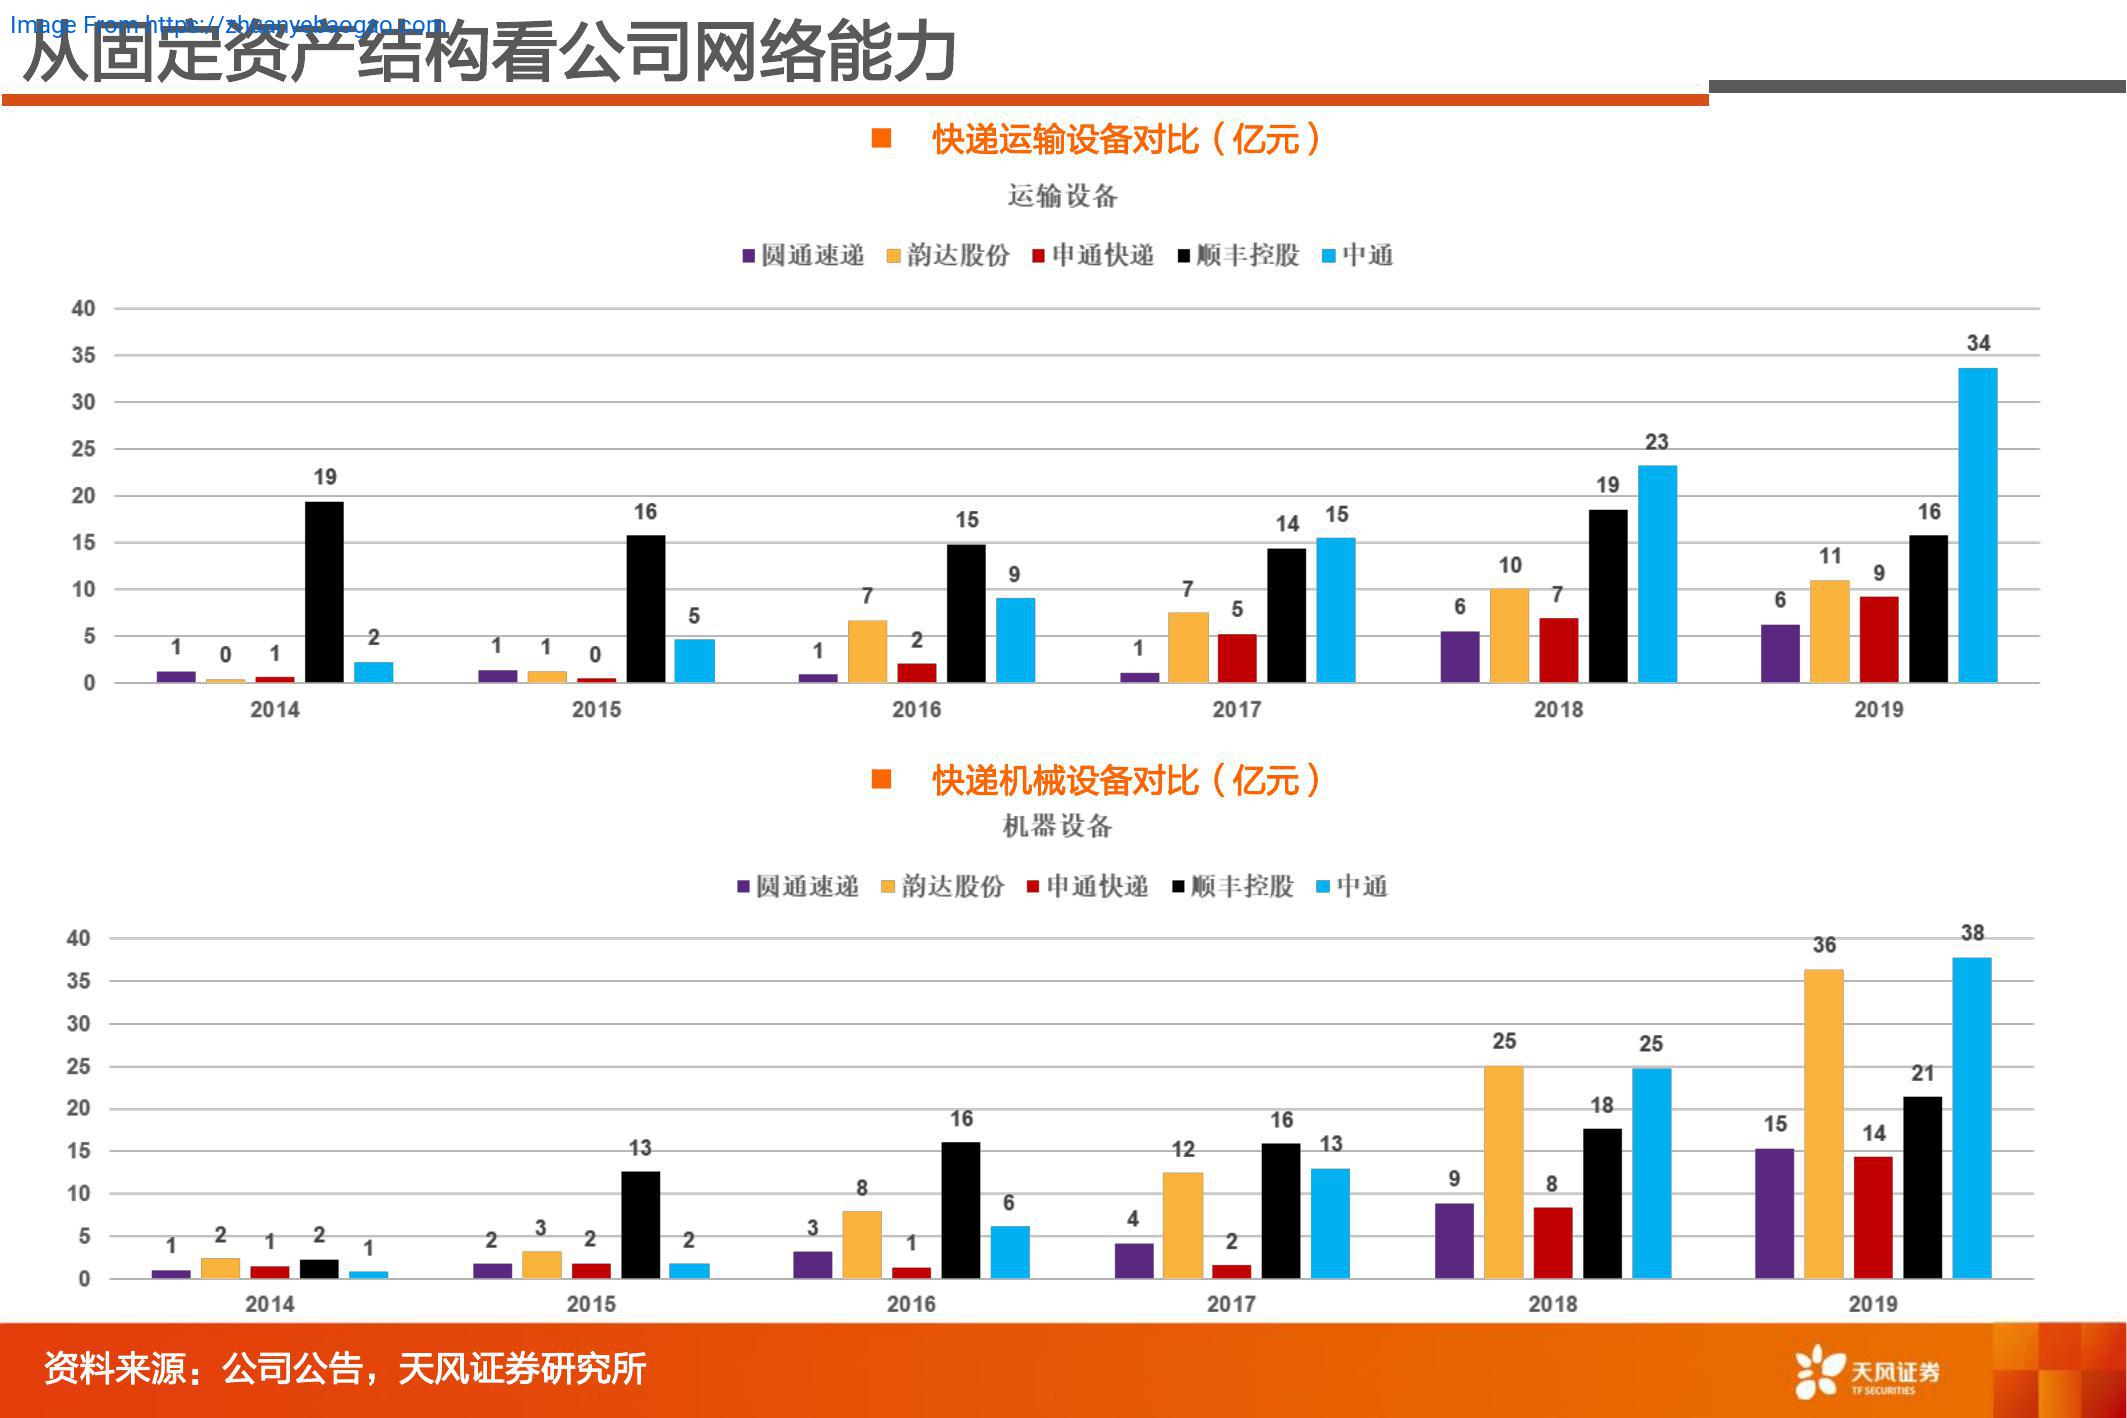 Image From https://zhuanyebaogao.com
从固定资产结构看公司网络能力
快递运输设备对比（亿元）
运输设备
圆通速递 韵达股份 申通快递 顺丰控股 中通
40
35
30
25
20
15
10
5
0
1 0 1 19 2
1 1 0 16 5
1 7 2 15 9
1 7 5 14 15
6 10 7 19 23
6 11 9 16 34
2014 2015 2016 2017 2018 2019
快递机械设备对比（亿元）
机器设备
圆通速递 韵达股份 申通快递 顺丰控股 中通
40
35
30
25
20
15
10
5
0
1 2 1 2 1
2 3 2 13 2
3 8 1 16 6
4 12 2 16 13
9 25 8 18 25
15 36 14 21 38
2014 2015 2016 2017 2018 2019
资料来源：公司公告，天风证券研究所
天风证券
TF SECURITIES